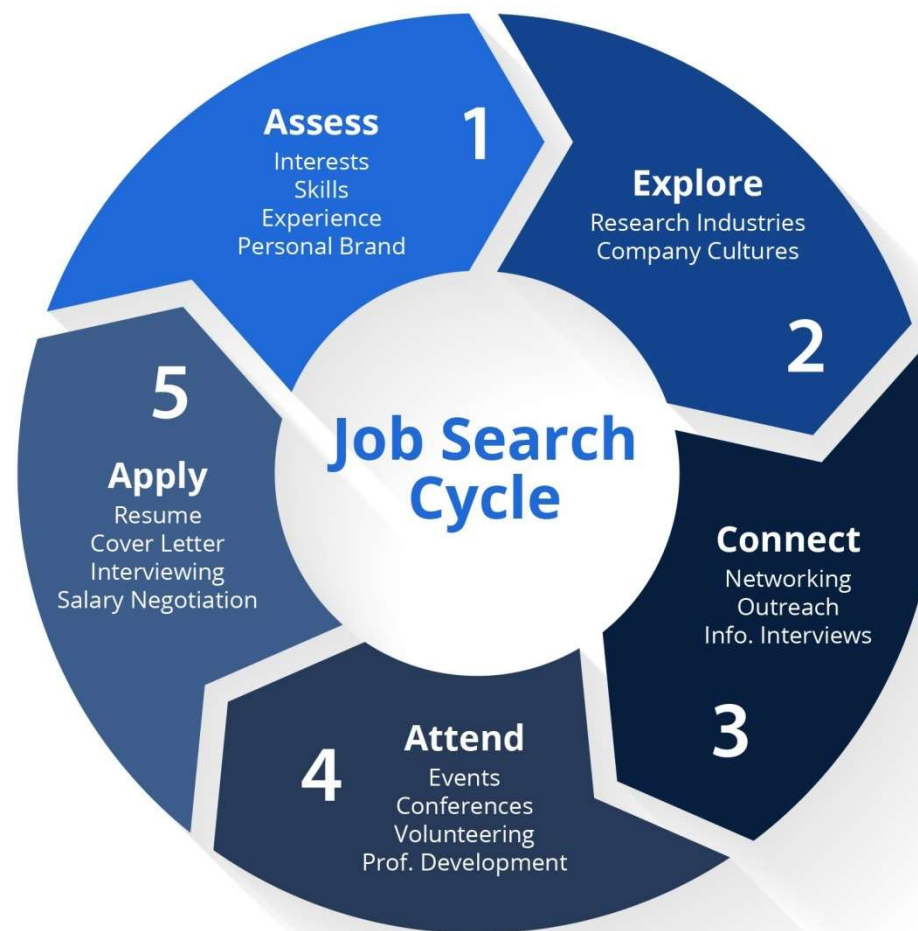 Assess
1
Interests
Skills
Experience
Personal Brand
Explore
Research Industries
Company Cultures
2
Connect
Networking
Outreach
Info. Interviews
3
Attend
4
Events
Conferences
Volunteering
Prof. Development
5
Apply
Resume
Cover Letter
Interviewing
Salary Negotiation
Job Search
Cycle